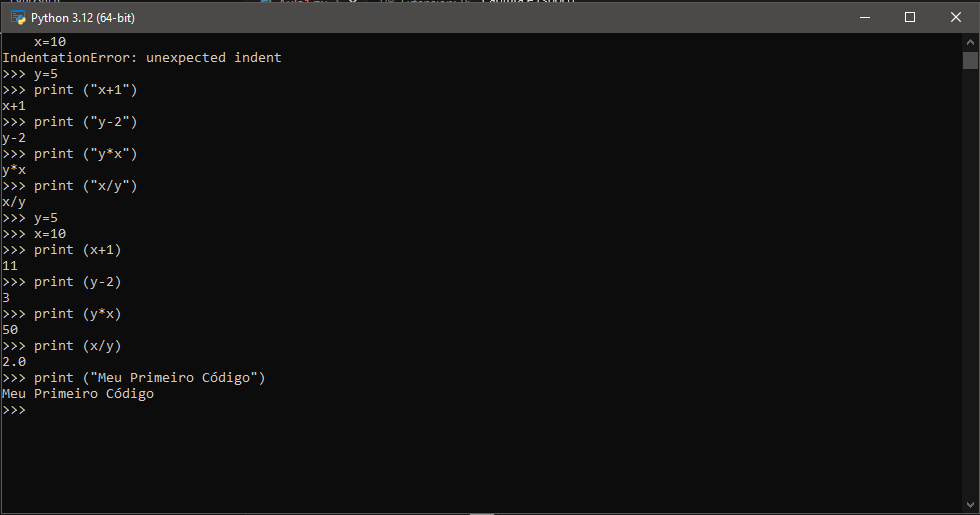 Python 3.12 (64-bit)
x=10
IndentationError: unexpected indent
>>> y=5
>>> print ("x+1")
x+1
>>> print ("y-2")
y-2
>>> print ("y*x")
y*x
>>> print ("x/y")
x/y
>>> y=5
>>> x=10
>>> print (x+1)
11
>>> print (y-2)
3
>>> print (y*x)
50
>>> print (x/y)
2.0
>>> print ("Meu Primeiro Código")
Meu Primeiro Código
>>>